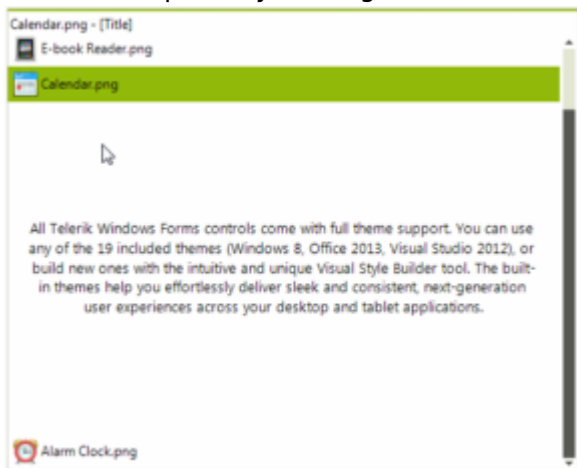 Calendar.png - [Title]
E-book Reader.png
Calendar.png
All Telerik Windows Forms controls come with full theme support. You can use
any of the 19 included themes (Windows 8, Office 2013, Visual Studio 2012), or
build new ones with the intuitive and unique Visual Style Builder tool. The built-
in themes help you effortlessly deliver sleek and consistent, next-generation
user experiences across your desktop and tablet applications.
Alarm Clock.png